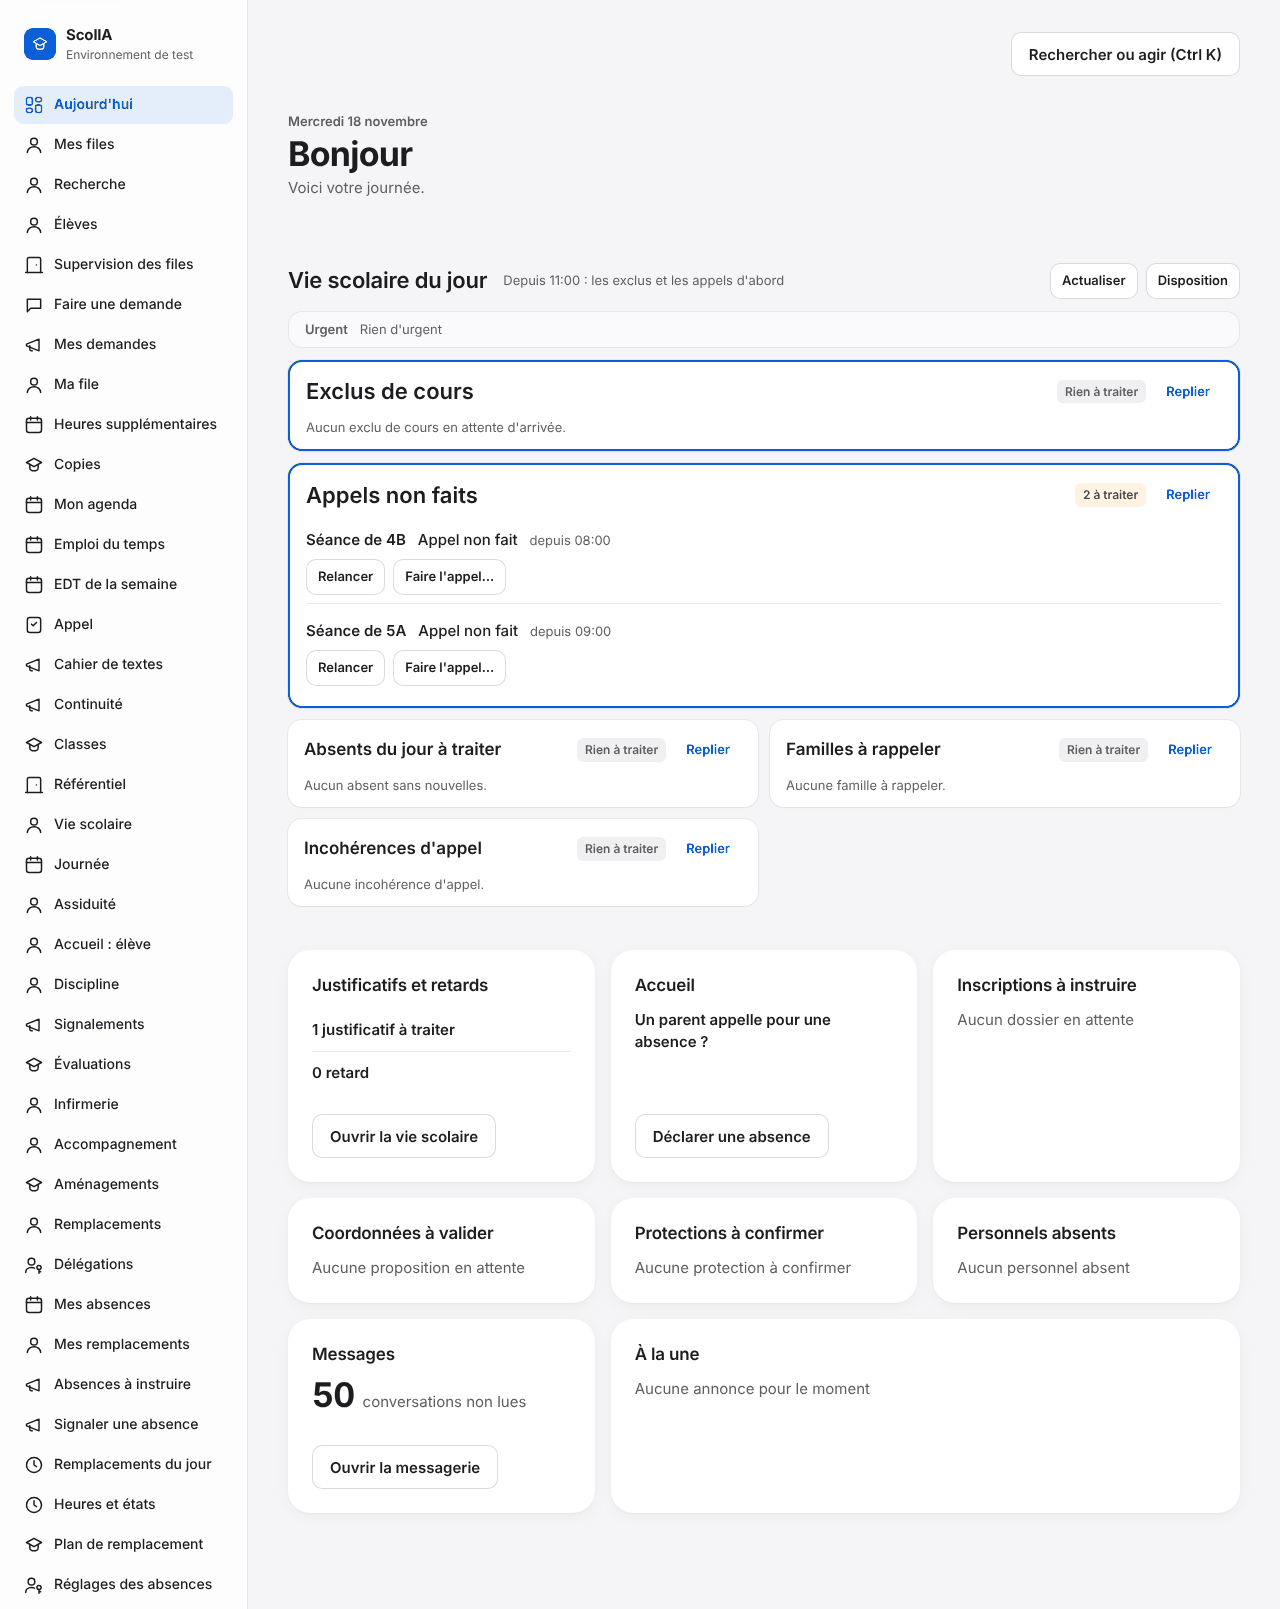 ScolIA
Environnement de test
Aujourd'hui
Mes files
Recherche
Élèves
Supervision des files
Faire une demande
Mes demandes
Ma file
Heures supplémentaires
Copies
Mon agenda
Emploi du temps
EDT de la semaine
Appel
Cahier de textes
Continuité
Classes
Référentiel
Vie scolaire
Journée
Assiduité
Accueil : élève
Discipline
Signalements
Évaluations
Infirmerie
Accompagnement
Aménagements
Remplacements
Délégations
Mes absences
Mes remplacements
Absences à instruire
Signaler une absence
Remplacements du jour
Heures et états
Plan de remplacement
Réglages des absences
Rechercher ou agir (Ctrl K)
Mercredi 18 novembre
Bonjour
Voici votre journée.
Vie scolaire du jour Depuis 11:00 : les exclus et les appels d'abord Actualiser Disposition
Urgent Rien d'urgent
Exclus de cours Rien à traiter Replier
Aucun exclu de cours en attente d'arrivée.
Appels non faits 2 à traiter Replier
Séance de 4B Appel non fait depuis 08:00
Relancer Faire l'appel...
Séance de 5A Appel non fait depuis 09:00
Relancer Faire l'appel...
Absents du jour à traiter Rien à traiter Replier
Aucun absent sans nouvelles.
Familles à rappeler Rien à traiter Replier
Aucune famille à rappeler.
Incohérences d'appel Rien à traiter Replier
Aucune incohérence d'appel.
Justificatifs et retards
1 justificatif à traiter
0 retard
Ouvrir la vie scolaire
Accueil
Un parent appelle pour une
absence ?
Déclarer une absence
Inscriptions à instruire
Aucun dossier en attente
Coordonnées à valider
Aucune proposition en attente
Protections à confirmer
Aucune protection à confirmer
Personnels absents
Aucun personnel absent
Messages
50 conversations non lues
Ouvrir la messagerie
À la une
Aucune annonce pour le moment